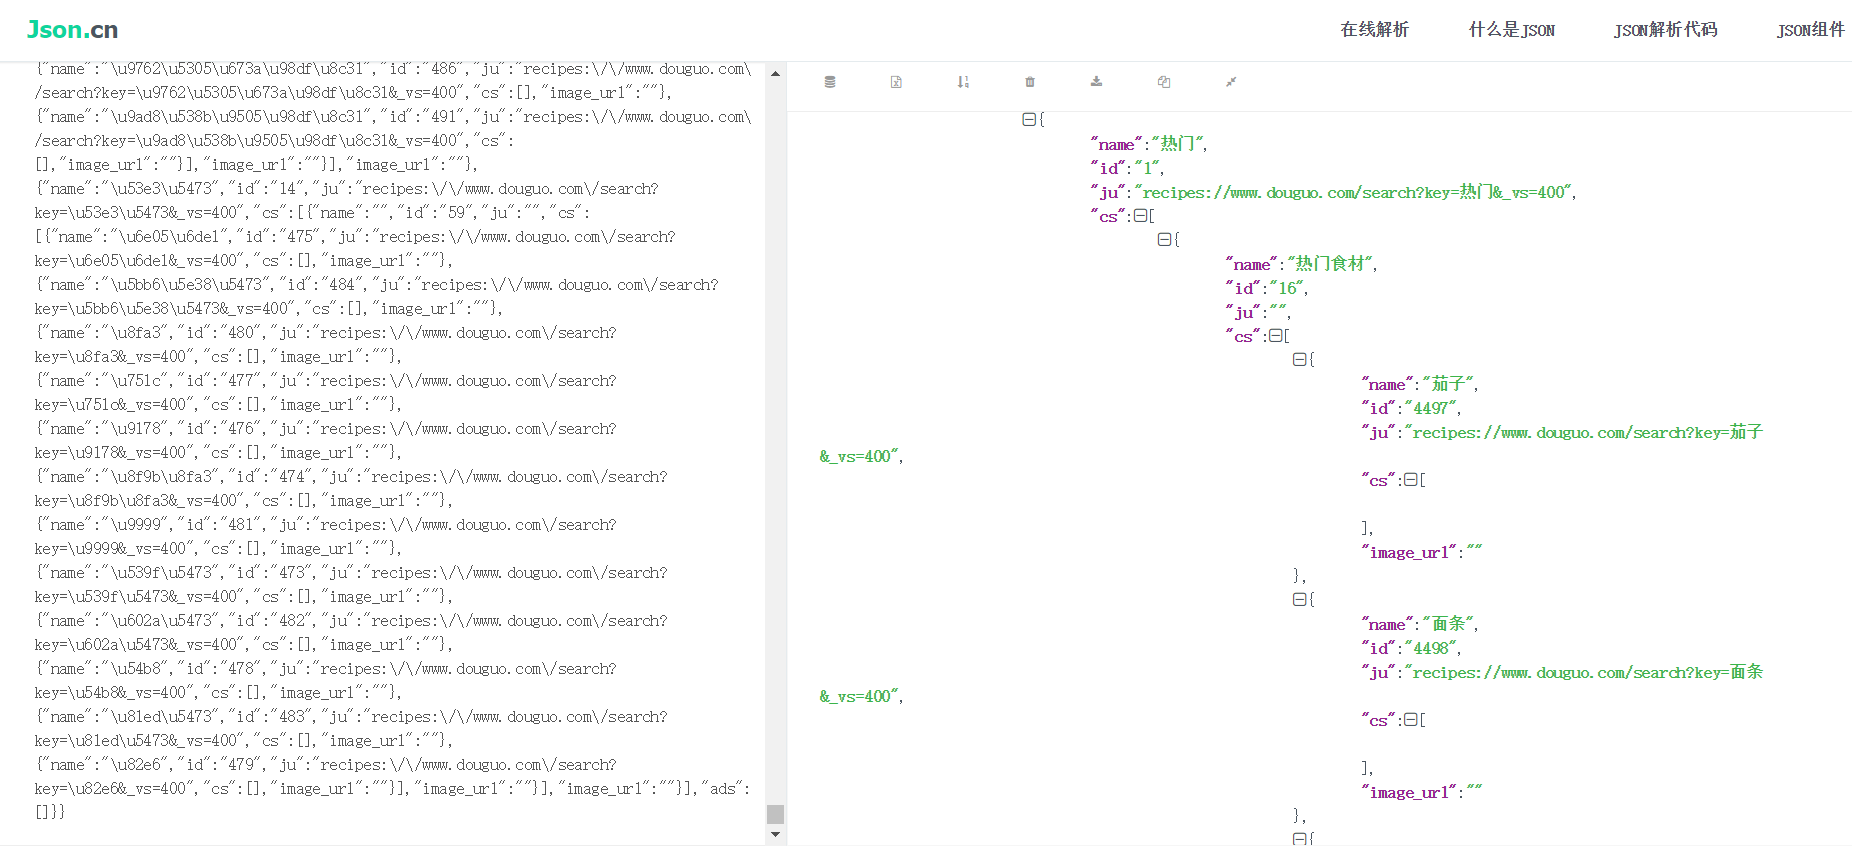 Json.cn
在线解析 什么是JSON JSON解析代码 JSON组件
{"name":"\u9762\u5305\u673a\u98df\u8c31","id":"486","ju":"recipes:\/\/www.douguo.com\
/search?key=\u9762\u5305\u673a\u98df\u8c31&_vs=400","cs":[],"image_url":""},
{"name":"\u9ad8\u538b\u9505\u98df\u8c31","id":"491","ju":"recipes:\/\/www.douguo.com\
/search?key=\u9ad8\u538b\u9505\u98df\u8c31&_vs=400","cs":
[],"image_url":""}],"image_url":""}],"image_url":""},
{"name":"\u53e3\u5473","id":"14","ju":"recipes:\/\/www.douguo.com\/search?
key=\u53e3\u5473&_vs=400","cs":[{"name":"","id":"59","ju":"","cs":
[{"name":"\u6e05\u6de1","id":"475","ju":"recipes:\/\/www.douguo.com\/search?
key=\u6e05\u6de1&_vs=400","cs":[],"image_url":""},
{"name":"\u5bb6\u5e38\u5473","id":"484","ju":"recipes:\/\/www.douguo.com\/search?
key=\u5bb6\u5e38\u5473&_vs=400","cs":[],"image_url":""},
{"name":"\u8fa3","id":"480","ju":"recipes:\/\/www.douguo.com\/search?
key=\u8fa3&_vs=400","cs":[],"image_url":""},
{"name":"\u751c","id":"477","ju":"recipes:\/\/www.douguo.com\/search?
key=\u751c&_vs=400","cs":[],"image_url":""},
{"name":"\u9178","id":"476","ju":"recipes:\/\/www.douguo.com\/search?
key=\u9178&_vs=400","cs":[],"image_url":""},
{"name":"\u8f9b\u8fa3","id":"474","ju":"recipes:\/\/www.douguo.com\/search?
key=\u8f9b\u8fa3&_vs=400","cs":[],"image_url":""},
{"name":"\u9999","id":"481","ju":"recipes:\/\/www.douguo.com\/search?
key=\u9999&_vs=400","cs":[],"image_url":""},
{"name":"\u539f\u5473","id":"473","ju":"recipes:\/\/www.douguo.com\/search?
key=\u539f\u5473&_vs=400","cs":[],"image_url":""},
{"name":"\u602a\u5473","id":"482","ju":"recipes:\/\/www.douguo.com\/search?
key=\u602a\u5473&_vs=400","cs":[],"image_url":""},
{"name":"\u54b8","id":"478","ju":"recipes:\/\/www.douguo.com\/search?
key=\u54b8&_vs=400","cs":[],"image_url":""},
{"name":"\u81ed\u5473","id":"483","ju":"recipes:\/\/www.douguo.com\/search?
key=\u81ed\u5473&_vs=400","cs":[],"image_url":""},
{"name":"\u82e6","id":"479","ju":"recipes:\/\/www.douguo.com\/search?
key=\u82e6&_vs=400","cs":[],"image_url":""}],"image_url":""}],"image_url":""}],"ads":
[]}}
{
"name":"热门",
"id":"1",
"ju":"recipes://www.douguo.com/search?key=热门&_vs=400",
"cs":[
{
"name":"热门食材",
"id":"16",
"ju":"",
"cs":[
{
"name":"茄子",
"id":"4497",
"ju":"recipes://www.douguo.com/search?key=茄子
&_vs=400",
"cs":[
],
"image_url":""
},
{
"name":"面条",
"id":"4498",
"ju":"recipes://www.douguo.com/search?key=面条
&_vs=400",
"cs":[
],
"image_url":""
},
{